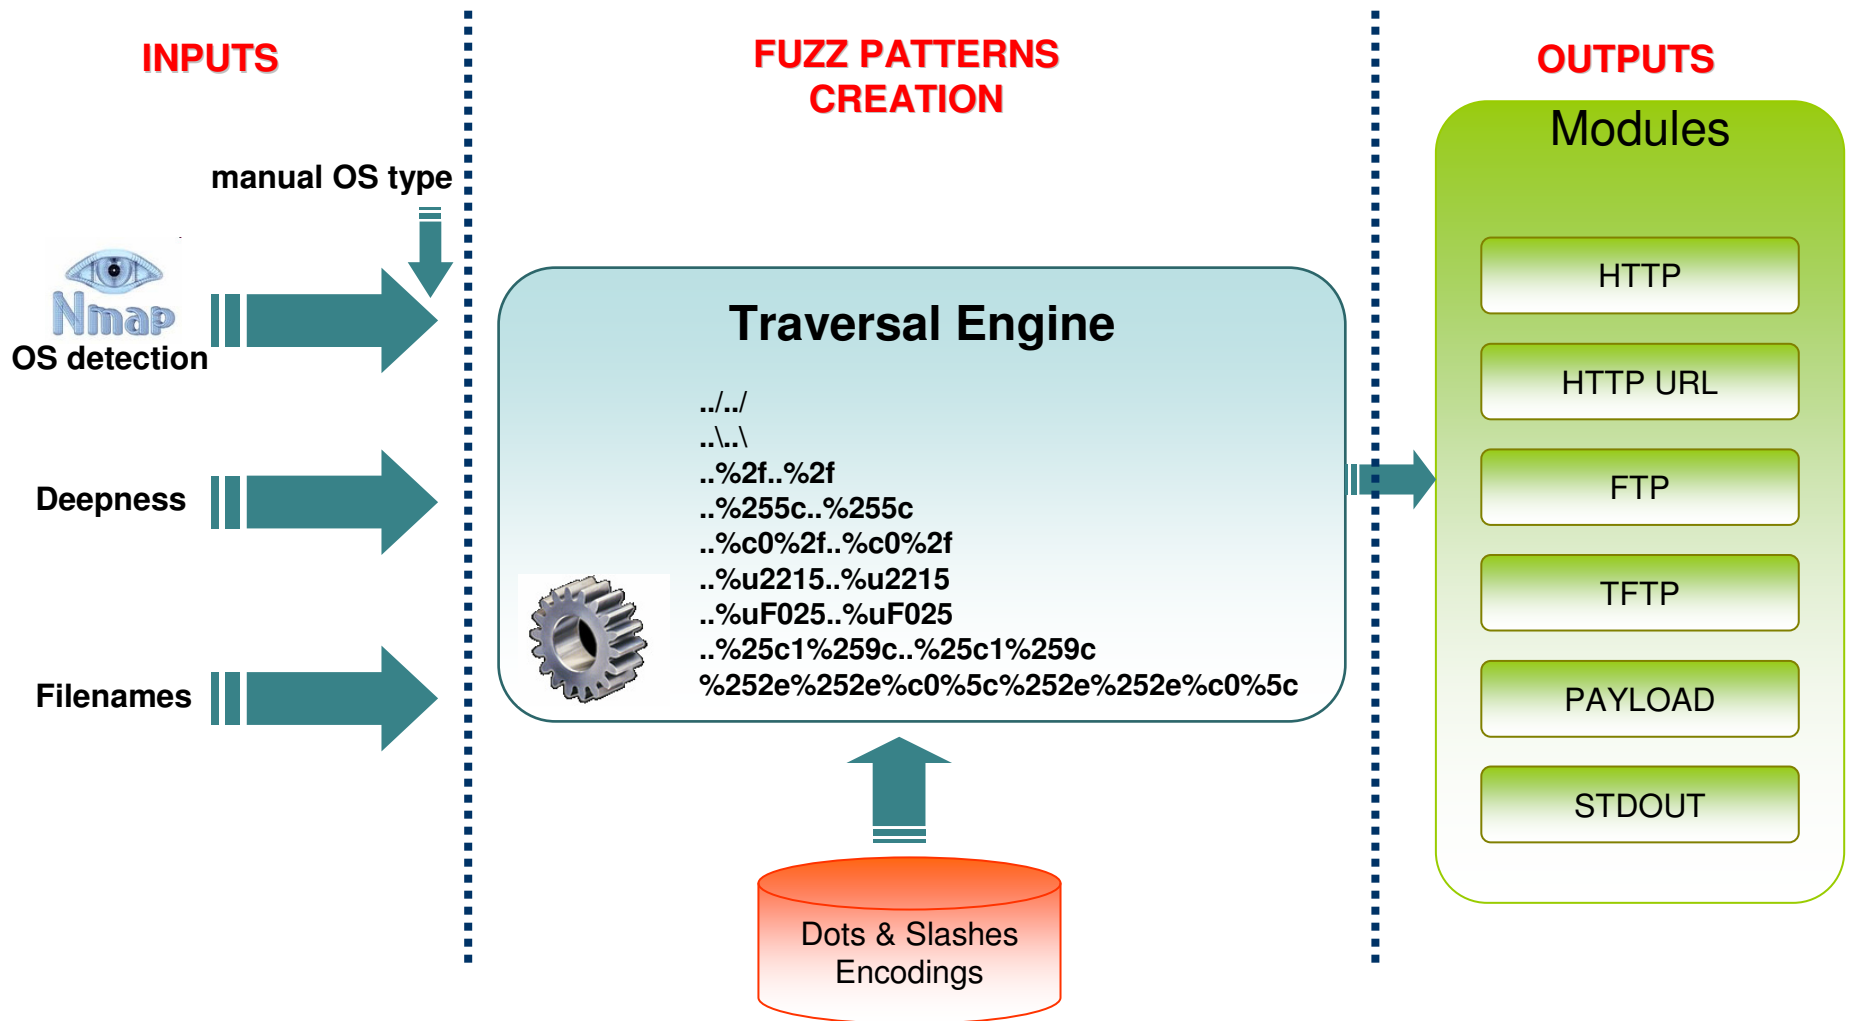 INPUTS
FUZZ PATTERNS
CREATION
OUTPUTS
manual OS type
Nmap
OS detection
Deepness
Filenames
Traversal Engine
../../
..\..\
..%2f..%2f
..%255c..%255c
..%c0%2f..%c0%2f
..%u2215..%u2215
..%uF025..%uF025
..%25c1%259c..%25c1%259c
%252e%252e%c0%5c%252e%252e%c0%5c
Dots & Slashes
Encodings
Modules
HTTP
HTTP URL
FTP
TFTP
PAYLOAD
STDOUT